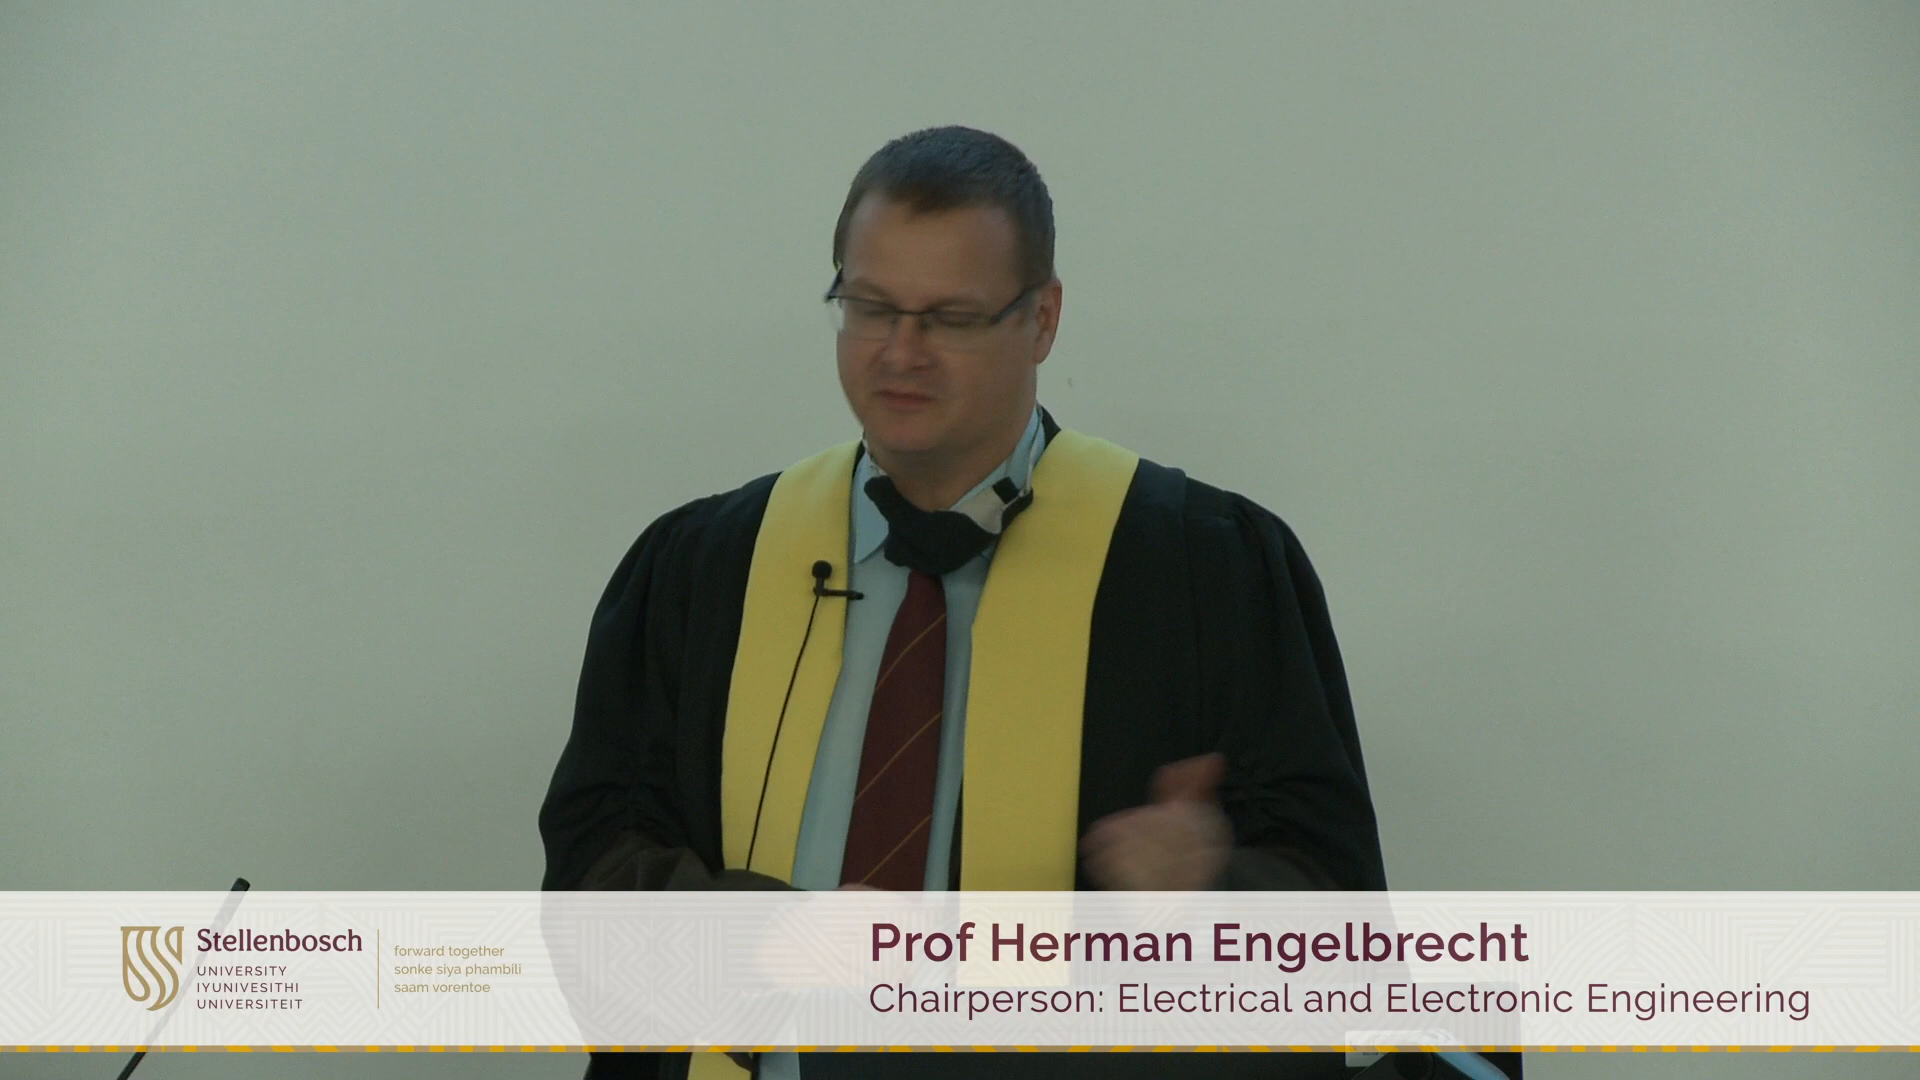 Stellenbosch
UNIVERSITY
IYUNIVESITHI
UNIVERSITEIT
forward together
sonke siya phambili
saam vorentoe
Prof Herman Engelbrecht
Chairperson: Electrical and Electronic Engineering